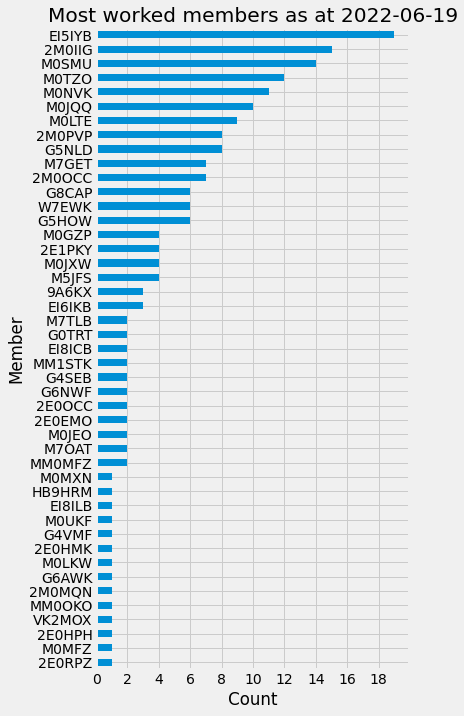 Most worked members as at 2022-06-19
EI5IYB
2M0IIG
M0SMU
M0TZO
M0NVK
M0JQQ
M0LTE
2M0PVP
G5NLD
M7GET
2M0OCC
G8CAP
W7EWK
G5HOW
M0GZP
2E1PKY
M0JXW
M5JFS
9A6KX
EI6IKB
M7TLB
G0TRT
EI8ICB
MM1STK
G4SEB
G6NWF
2E0OCC
2E0EMO
M0JEO
M7OAT
MM0MFZ
M0MXN
HB9HRM
EI8ILB
M0UKF
G4VMF
2E0HMK
M0LKW
G6AWK
2M0MQN
MM0OKO
VK2MOX
2E0HPH
M0MFZ
2E0RPZ
Member
0 2 4 6 8 10 12 14 16 18
Count